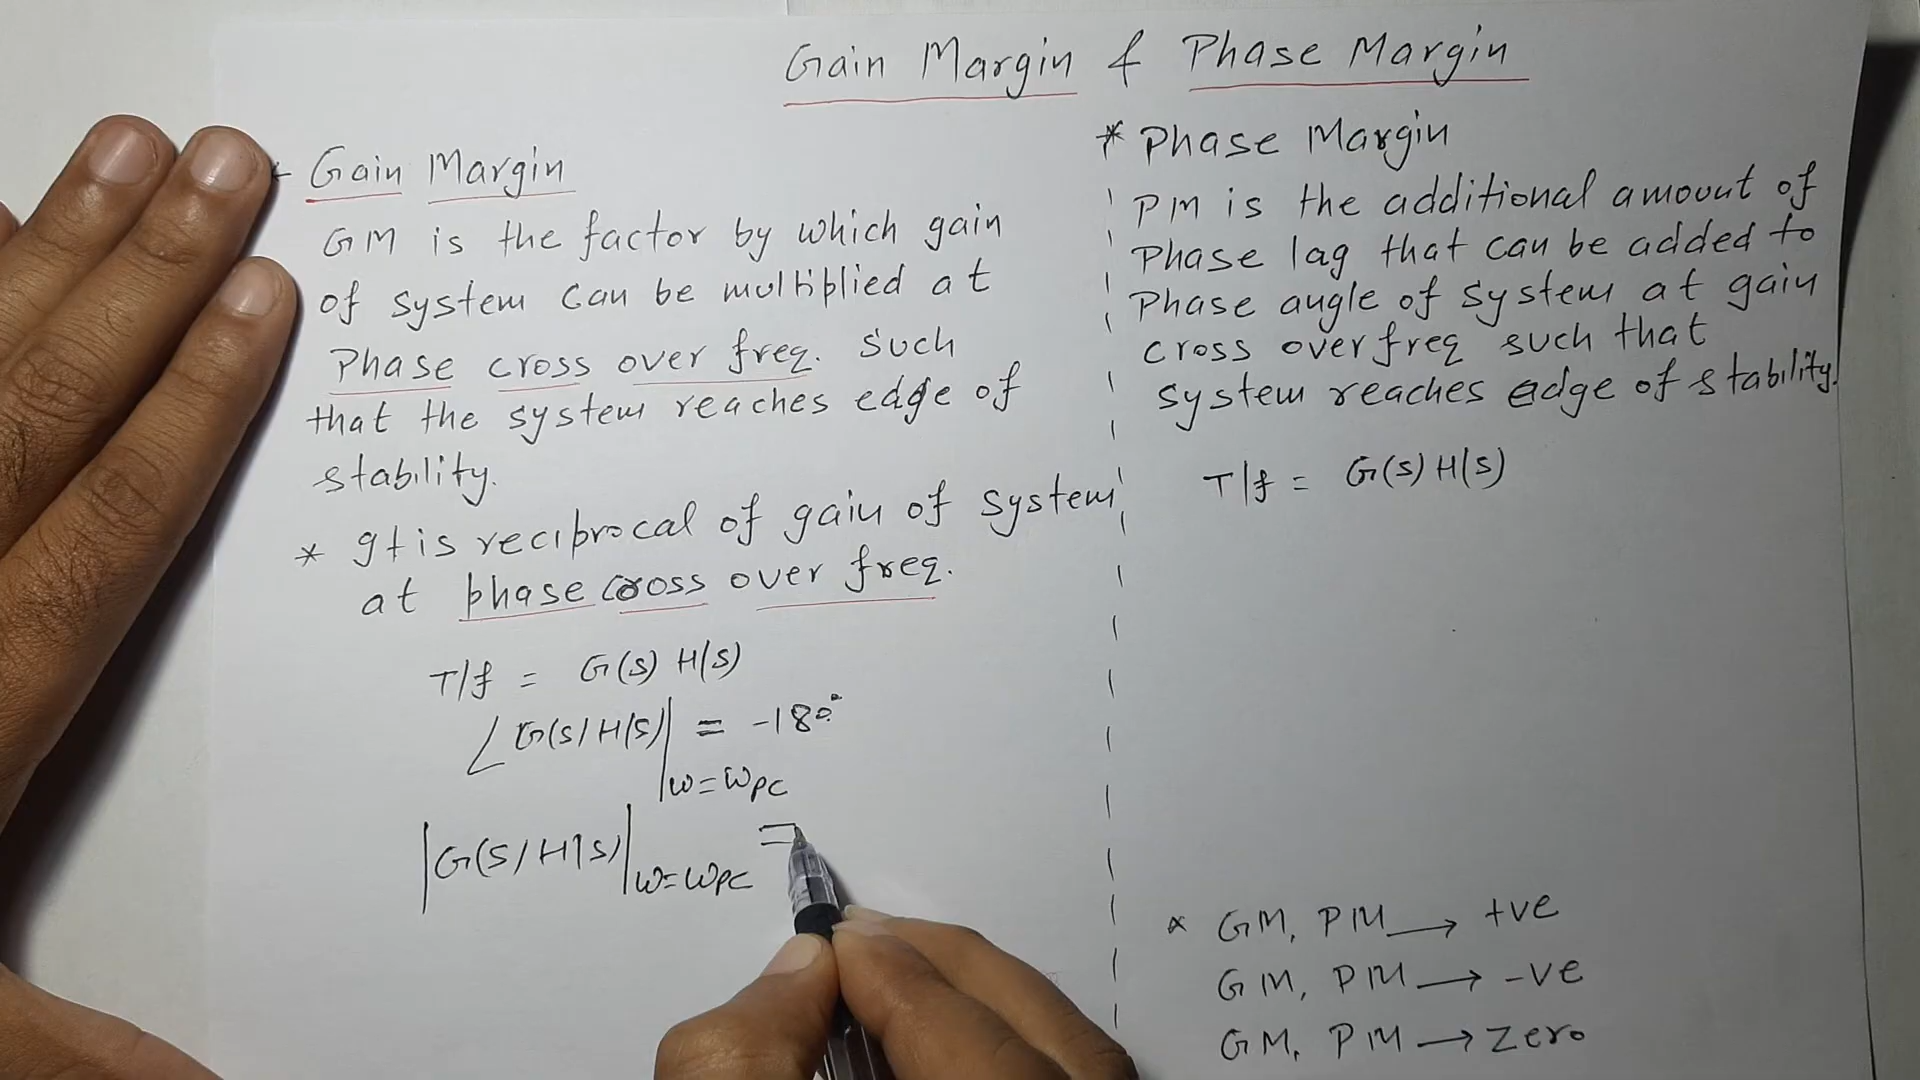 Gain Margin & Phase Margin
Gain Margin
GM is the factor by which gain
of system can be multiplied at
Phase cross over freq. such
that the system reaches edge of
stability.
* It is reciprocal of gain of system
at phase cross over freq.
T/f = G(s) H(s)
∠G(s) H(s)| = -180°
ω = ωpc
|G(s) H(s)| =
ω = ωpc
* Phase Margin
PM is the additional amount of
Phase lag that can be added to
Phase angle of system at gain
cross over freq such that
system reaches edge of stability.
T/f = G(s) H(s)
* GM, PM → +ve
GM, PM → -ve
GM, PM → Zero